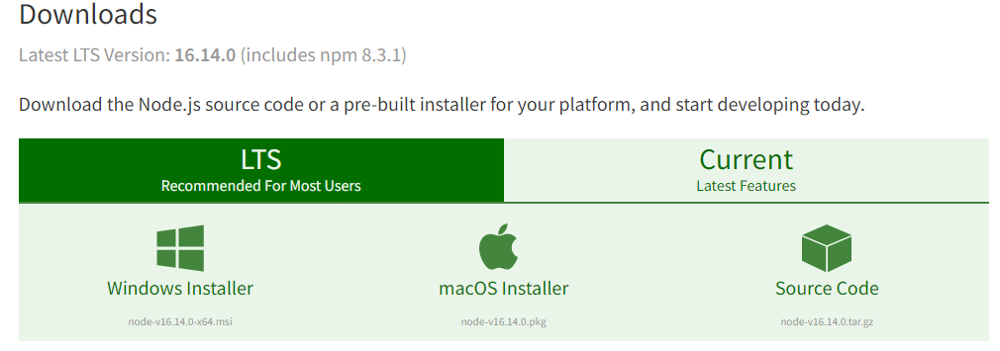 Downloads
Latest LTS Version: 16.14.0 (includes npm 8.3.1)
Download the Node.js source code or a pre-built installer for your platform, and start developing today.
LTS
Recommended For Most Users
Current
Latest Features
Windows Installer
node-v16.14.0-x64.msi
macOS Installer
node-v16.14.0.pkg
Source Code
node-v16.14.0.tar.gz